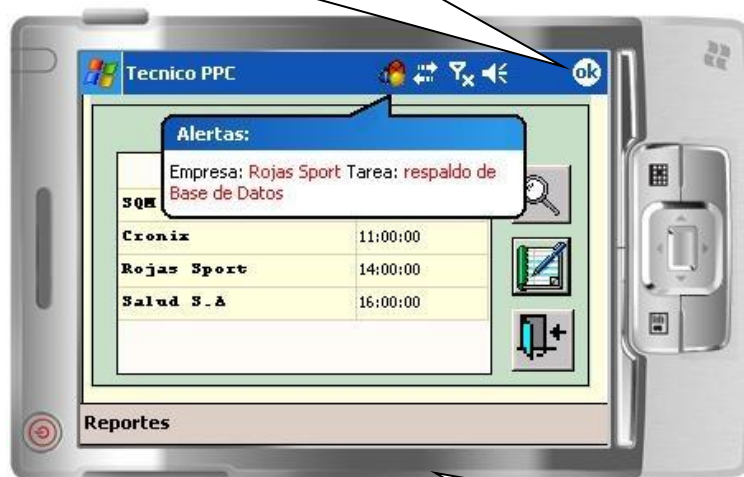 Tecnico PPC
ok
Alertas:
Empresa: Rojas Sport Tarea: respaldo de
Base de Datos
SQM
Cronix 11:00:00
Rojas Sport 14:00:00
Salud S.A 16:00:00
Reportes